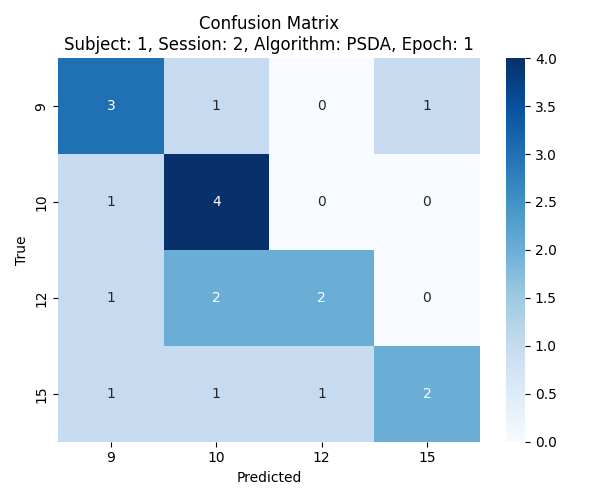 Confusion Matrix
Subject: 1, Session: 2, Algorithm: PSDA, Epoch: 1
True
9
3 1 0 1
10
1 4 0 0
12
1 2 2 0
15
1 1 1 2
9 10 12 15
Predicted
4.0
3.5
3.0
2.5
2.0
1.5
1.0
0.5
0.0